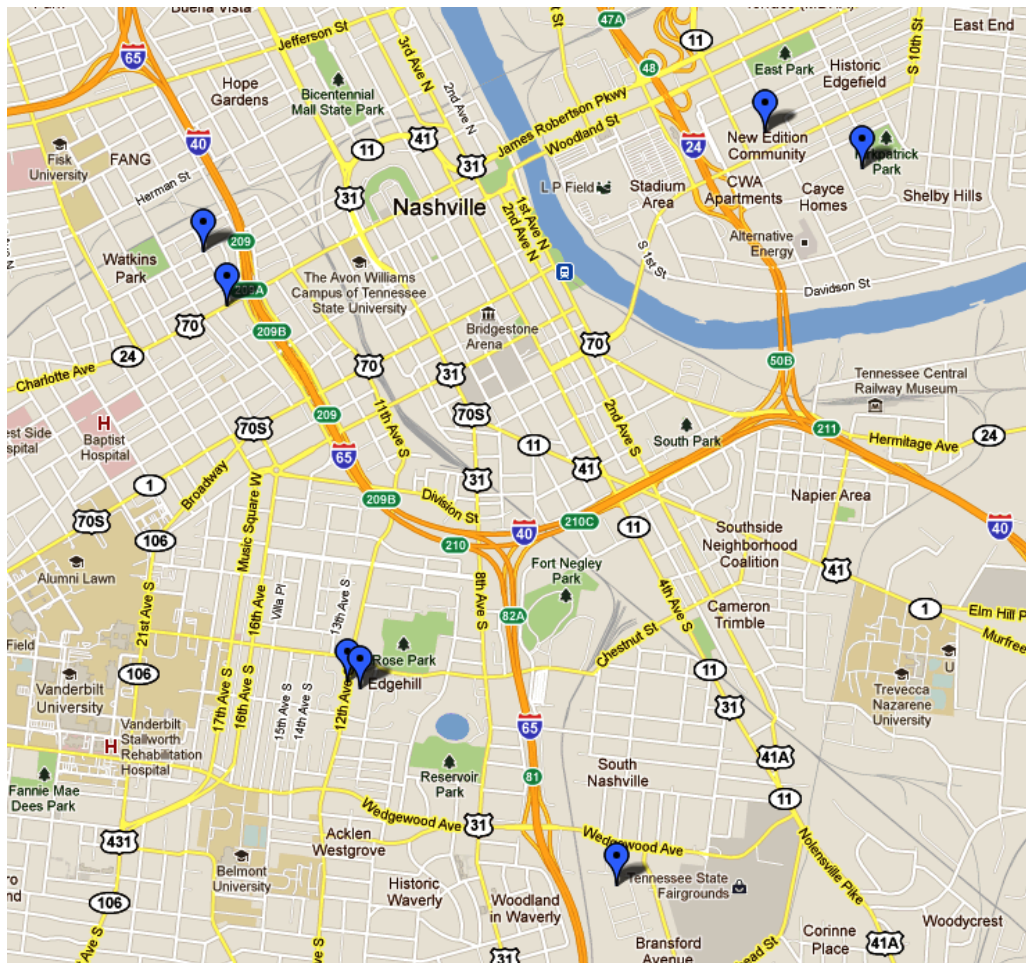 Buena Vista
Jefferson St
3rd Ave N
2nd Ave N
47A
11
East End
65
48
East Park
Historic
Edgefield
S 10th St
Hope
Gardens
Bicentennial
Mall State Park
James Robertson Pkwy
Woodland St
Fisk
University
FANG
40
11
41
31
24
New Edition
Community
Kirkpatrick
Park
Herman St
31
Nashville
L P Field
Stadium
Area
CWA
Apartments
Cayce
Homes
Shelby Hills
1st Ave N
2nd Ave N
209
Watkins
Park
Alternative
Energy
S 1st St
The Avon Williams
Campus of Tennessee
State University
Davidson St
70
209B
Bridgestone
Arena
24
Charlotte Ave
70
31
70
50B
Tennessee Central
Railway Museum
Baptist
Hospital
H
70S
209
11th Ave S
70S
2nd Ave S
South Park
211
Hermitage Ave
24
11
65
41
31
Broadway
1
Music Square W
209B
Division St
Napier Area
70S
106
210
40
210C
11
Southside
Neighborhood
Coalition
40
Alumni Lawn
Fort Negley
Park
41
21st Ave S
16th Ave S
Villa Pl
13th Ave S
8th Ave S
82A
4th Ave S
Cameron
Trimble
1
Elm Hill P
Murfree
Chestnut St
Field
Rose Park
Edgehill
106
Vanderbilt
University
17th Ave S
16th Ave S
15th Ave S
14th Ave S
12th Ave
11
31
U
Trevecca
Nazarene
University
65
H
Vanderbilt
Stallworth
Rehabilitation
Hospital
41A
Fannie Mae
Dees Park
Reservoir
Park
81
South
Nashville
11
Wedgewood Ave
31
Wedgewood Ave
431
Acklen
Westgrove
Nolensville Pike
Belmont
University
Tennessee State
Fairgrounds
106
Historic
Waverly
Woodland
in Waverly
Woodycrest
31
Bransford
Avenue
Corinne
Place
41A